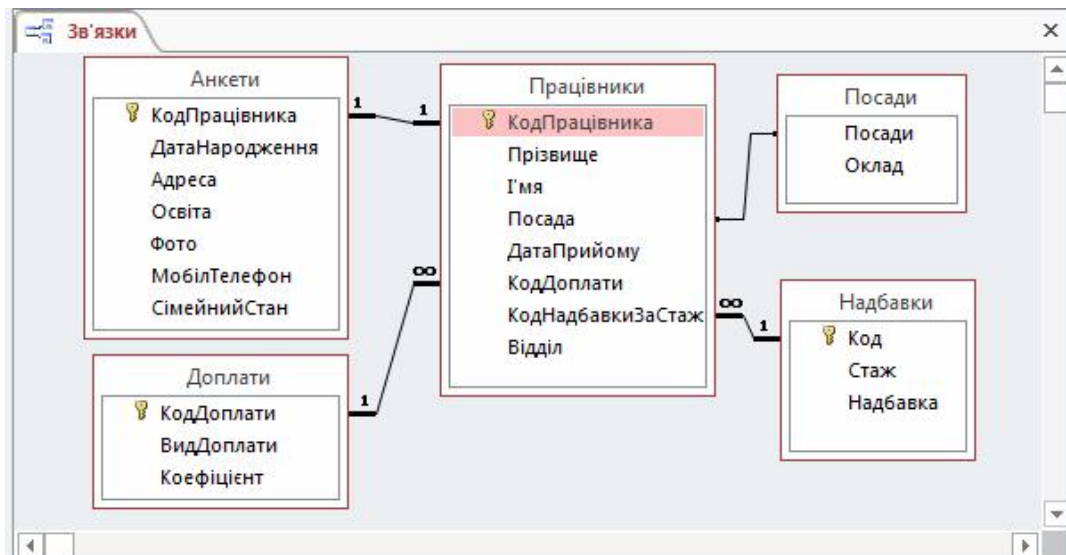 Зв'язки
Анкети
КодПрацівника
ДатаНародження
Адреса
Освіта
Фото
МобілТелефон
СімейнийСтан
1
1
Працівники
КодПрацівника
Прізвище
І'мя
Посада
ДатаПрийому
КодДоплати
КодНадбавкиЗаСтаж
Відділ
Посади
Посади
Оклад
∞
1
Доплати
КодДоплати
ВидДоплати
Коефіцієнт
∞
1
Надбавки
Код
Стаж
Надбавка